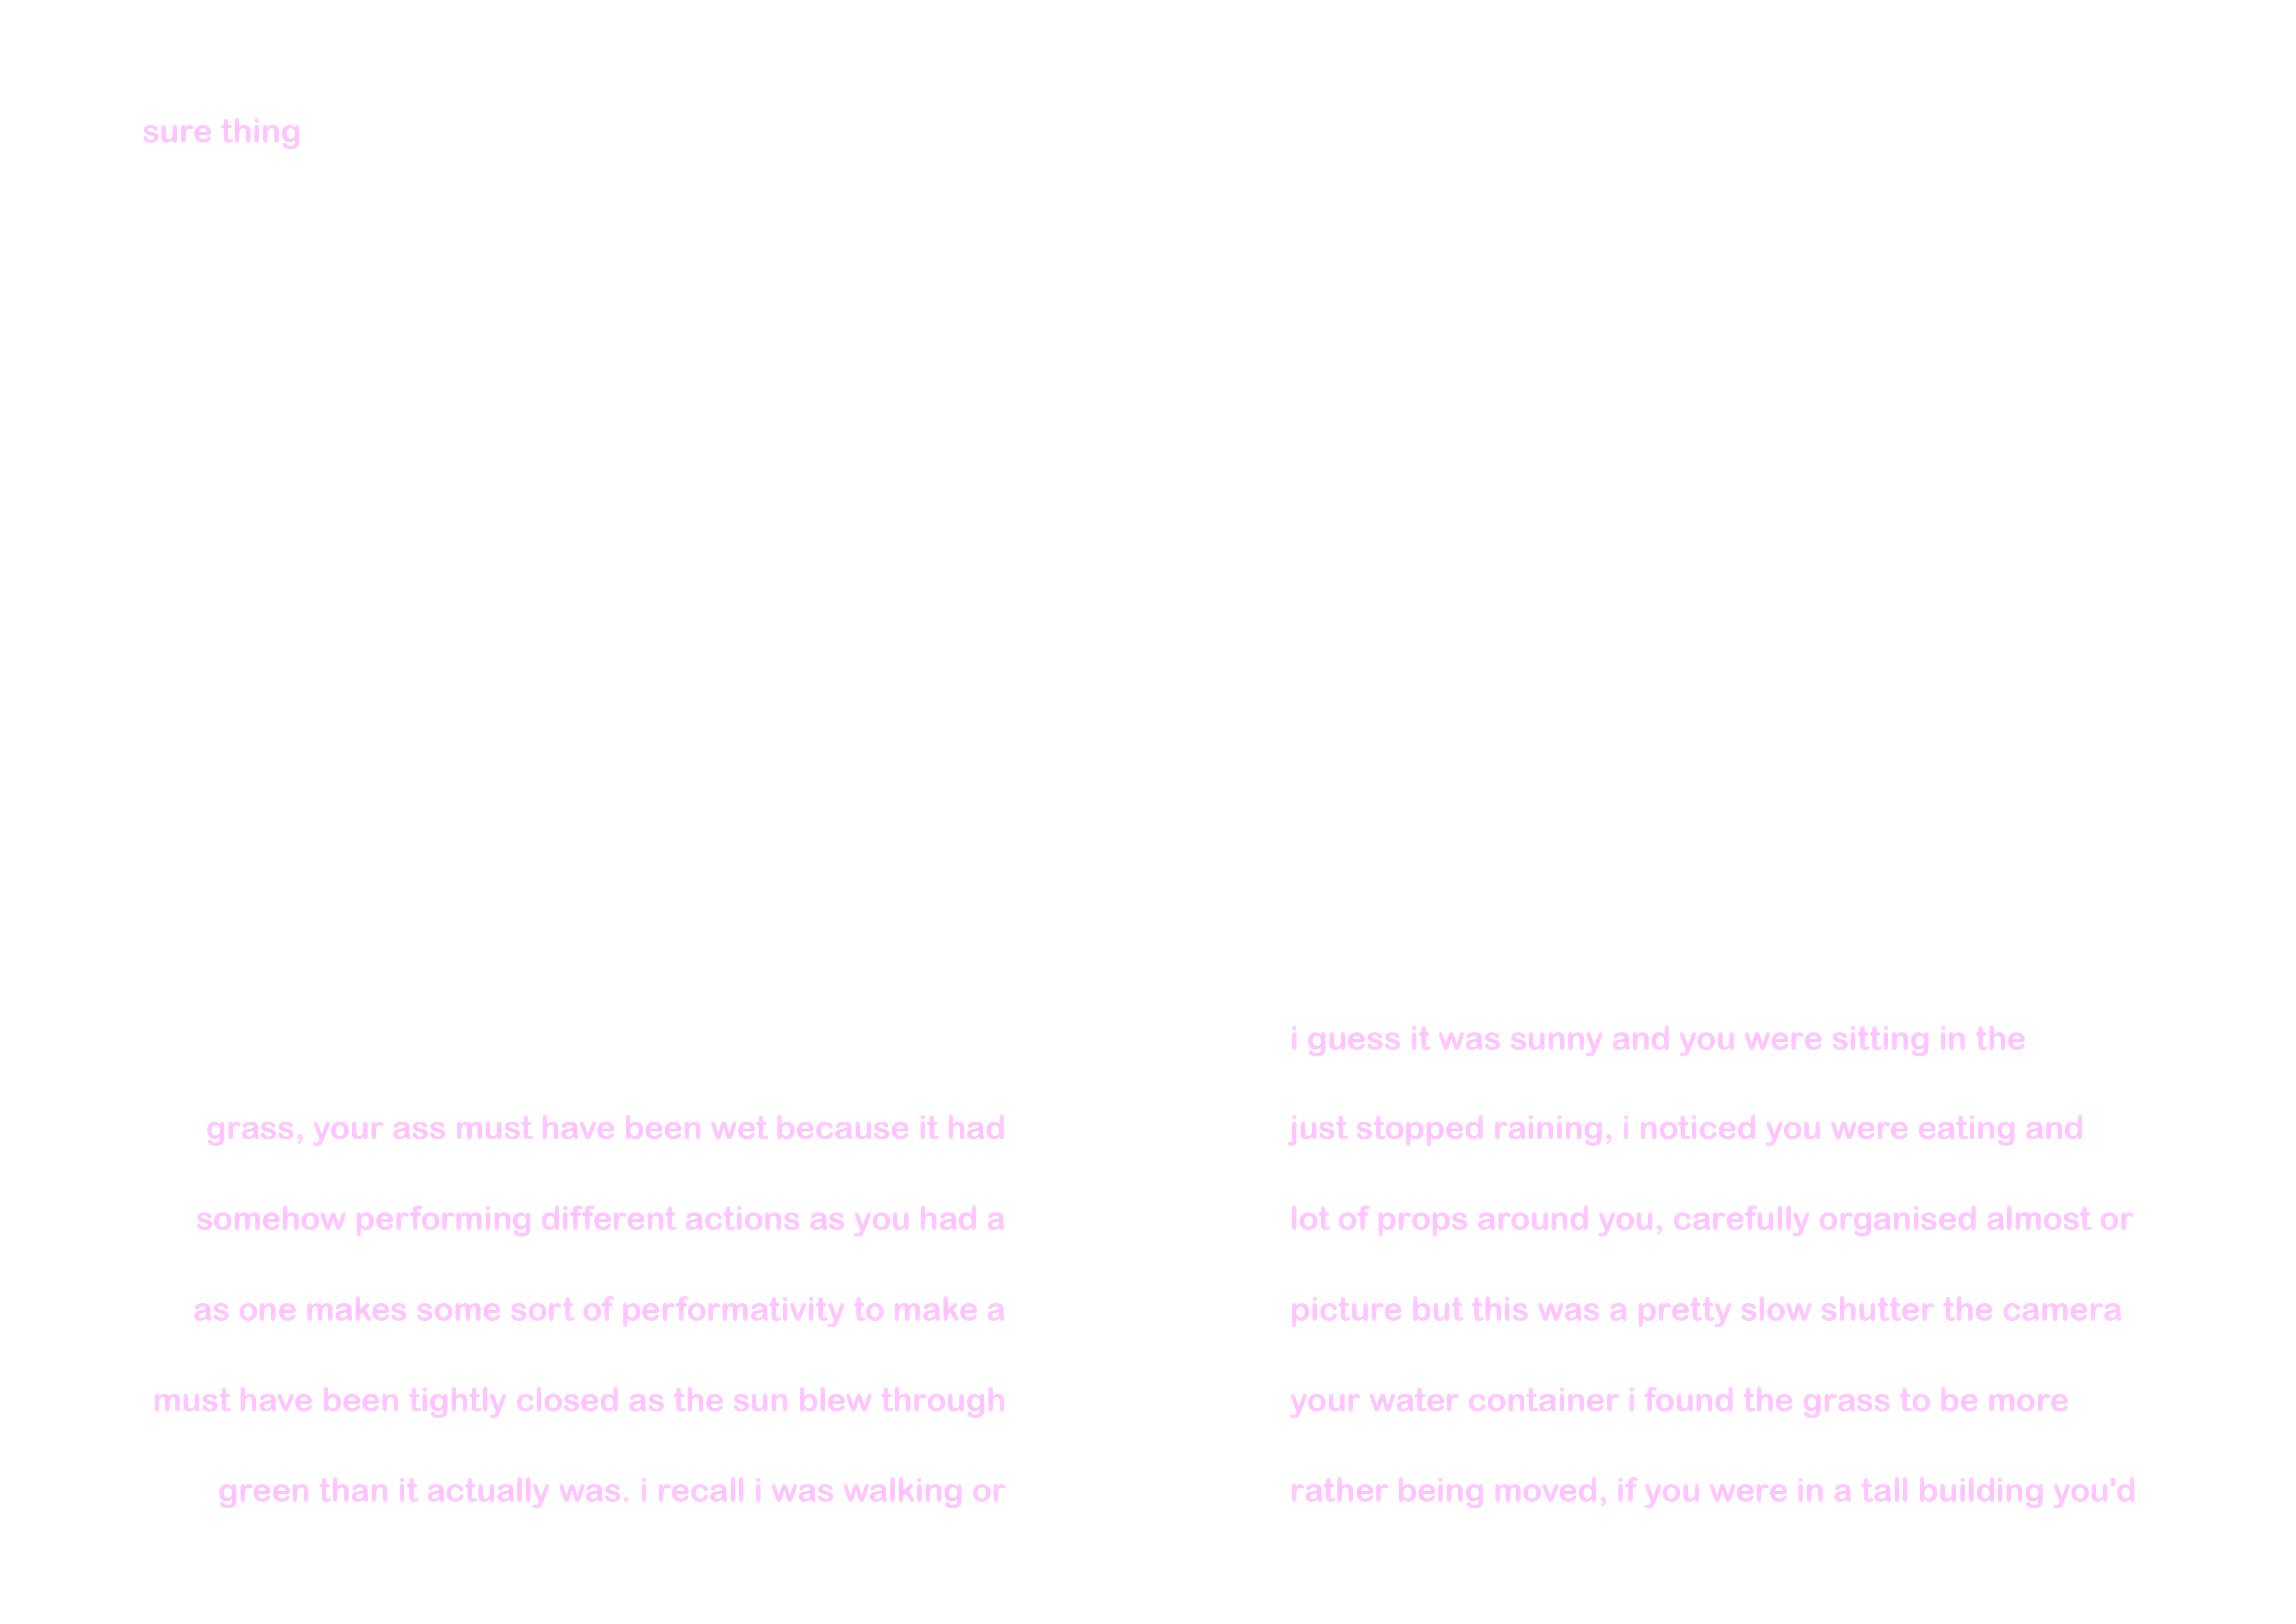 sure thing
i guess it was sunny and you were sitting in the
grass, your ass must have been wet because it had just stopped raining, i noticed you were eating and
somehow performing different actions as you had a lot of props around you, carefully organised almost or
as one makes some sort of performativity to make a picture but this was a pretty slow shutter the camera
must have been tightly closed as the sun blew through your water container i found the grass to be more
green than it actually was. i recall i was walking or rather being moved, if you were in a tall building you'd